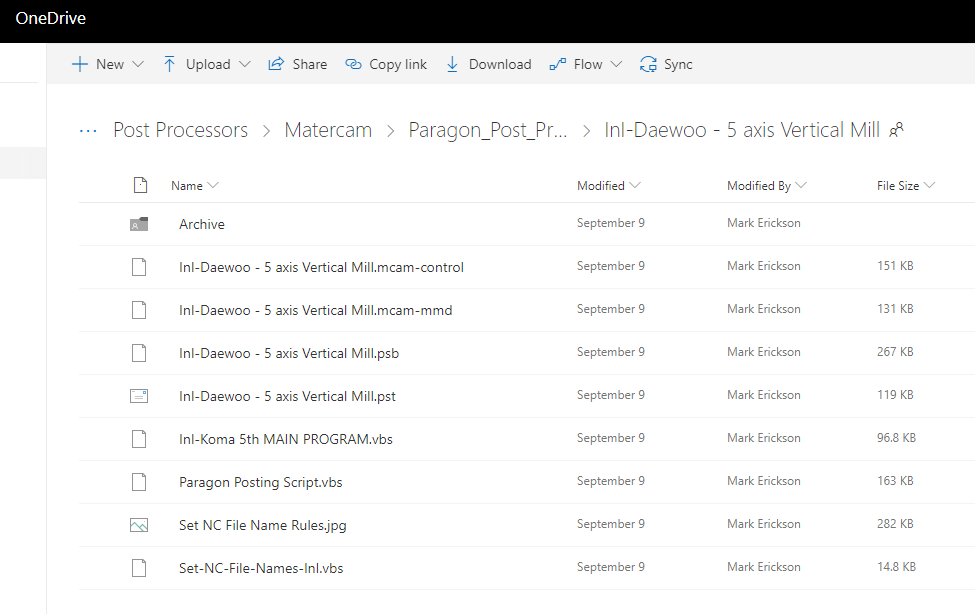 OneDrive
New Upload Share Copy link Download Flow Sync
... Post Processors > Matercam > Paragon_Post_Pr... > Inl-Daewoo - 5 axis Vertical Mill
Name Modified Modified By File Size
Archive September 9 Mark Erickson
Inl-Daewoo - 5 axis Vertical Mill.mcam-control September 9 Mark Erickson 151 KB
Inl-Daewoo - 5 axis Vertical Mill.mcam-mmd September 9 Mark Erickson 131 KB
Inl-Daewoo - 5 axis Vertical Mill.psb September 9 Mark Erickson 267 KB
Inl-Daewoo - 5 axis Vertical Mill.pst September 9 Mark Erickson 119 KB
Inl-Koma 5th MAIN PROGRAM.vbs September 9 Mark Erickson 96.8 KB
Paragon Posting Script.vbs September 9 Mark Erickson 163 KB
Set NC File Name Rules.jpg September 9 Mark Erickson 282 KB
Set-NC-File-Names-Inl.vbs September 9 Mark Erickson 14.8 KB